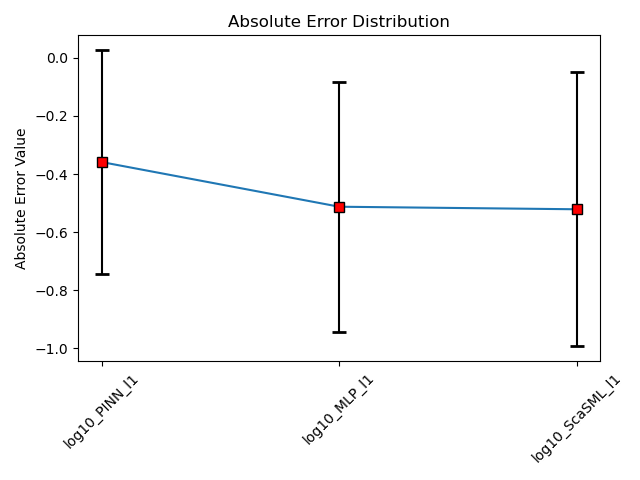 Absolute Error Distribution
Absolute Error Value
0.0
−0.2
−0.4
−0.6
−0.8
−1.0
log10_PINN_l1
log10_MLP_l1
log10_ScaSML_l1